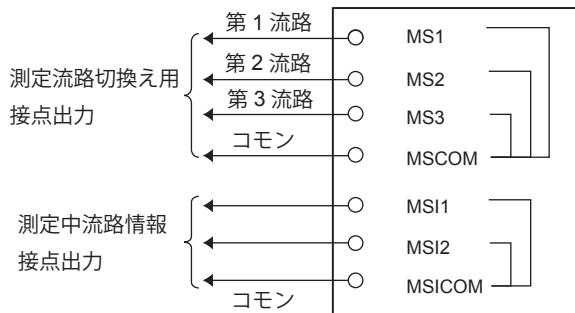 第 1 流路
MS1
測定流路切換え用
接点出力
第 2 流路
MS2
第 3 流路
MS3
コモン
MSCOM
測定中流路情報
接点出力
MSI1
MSI2
コモン
MSICOM